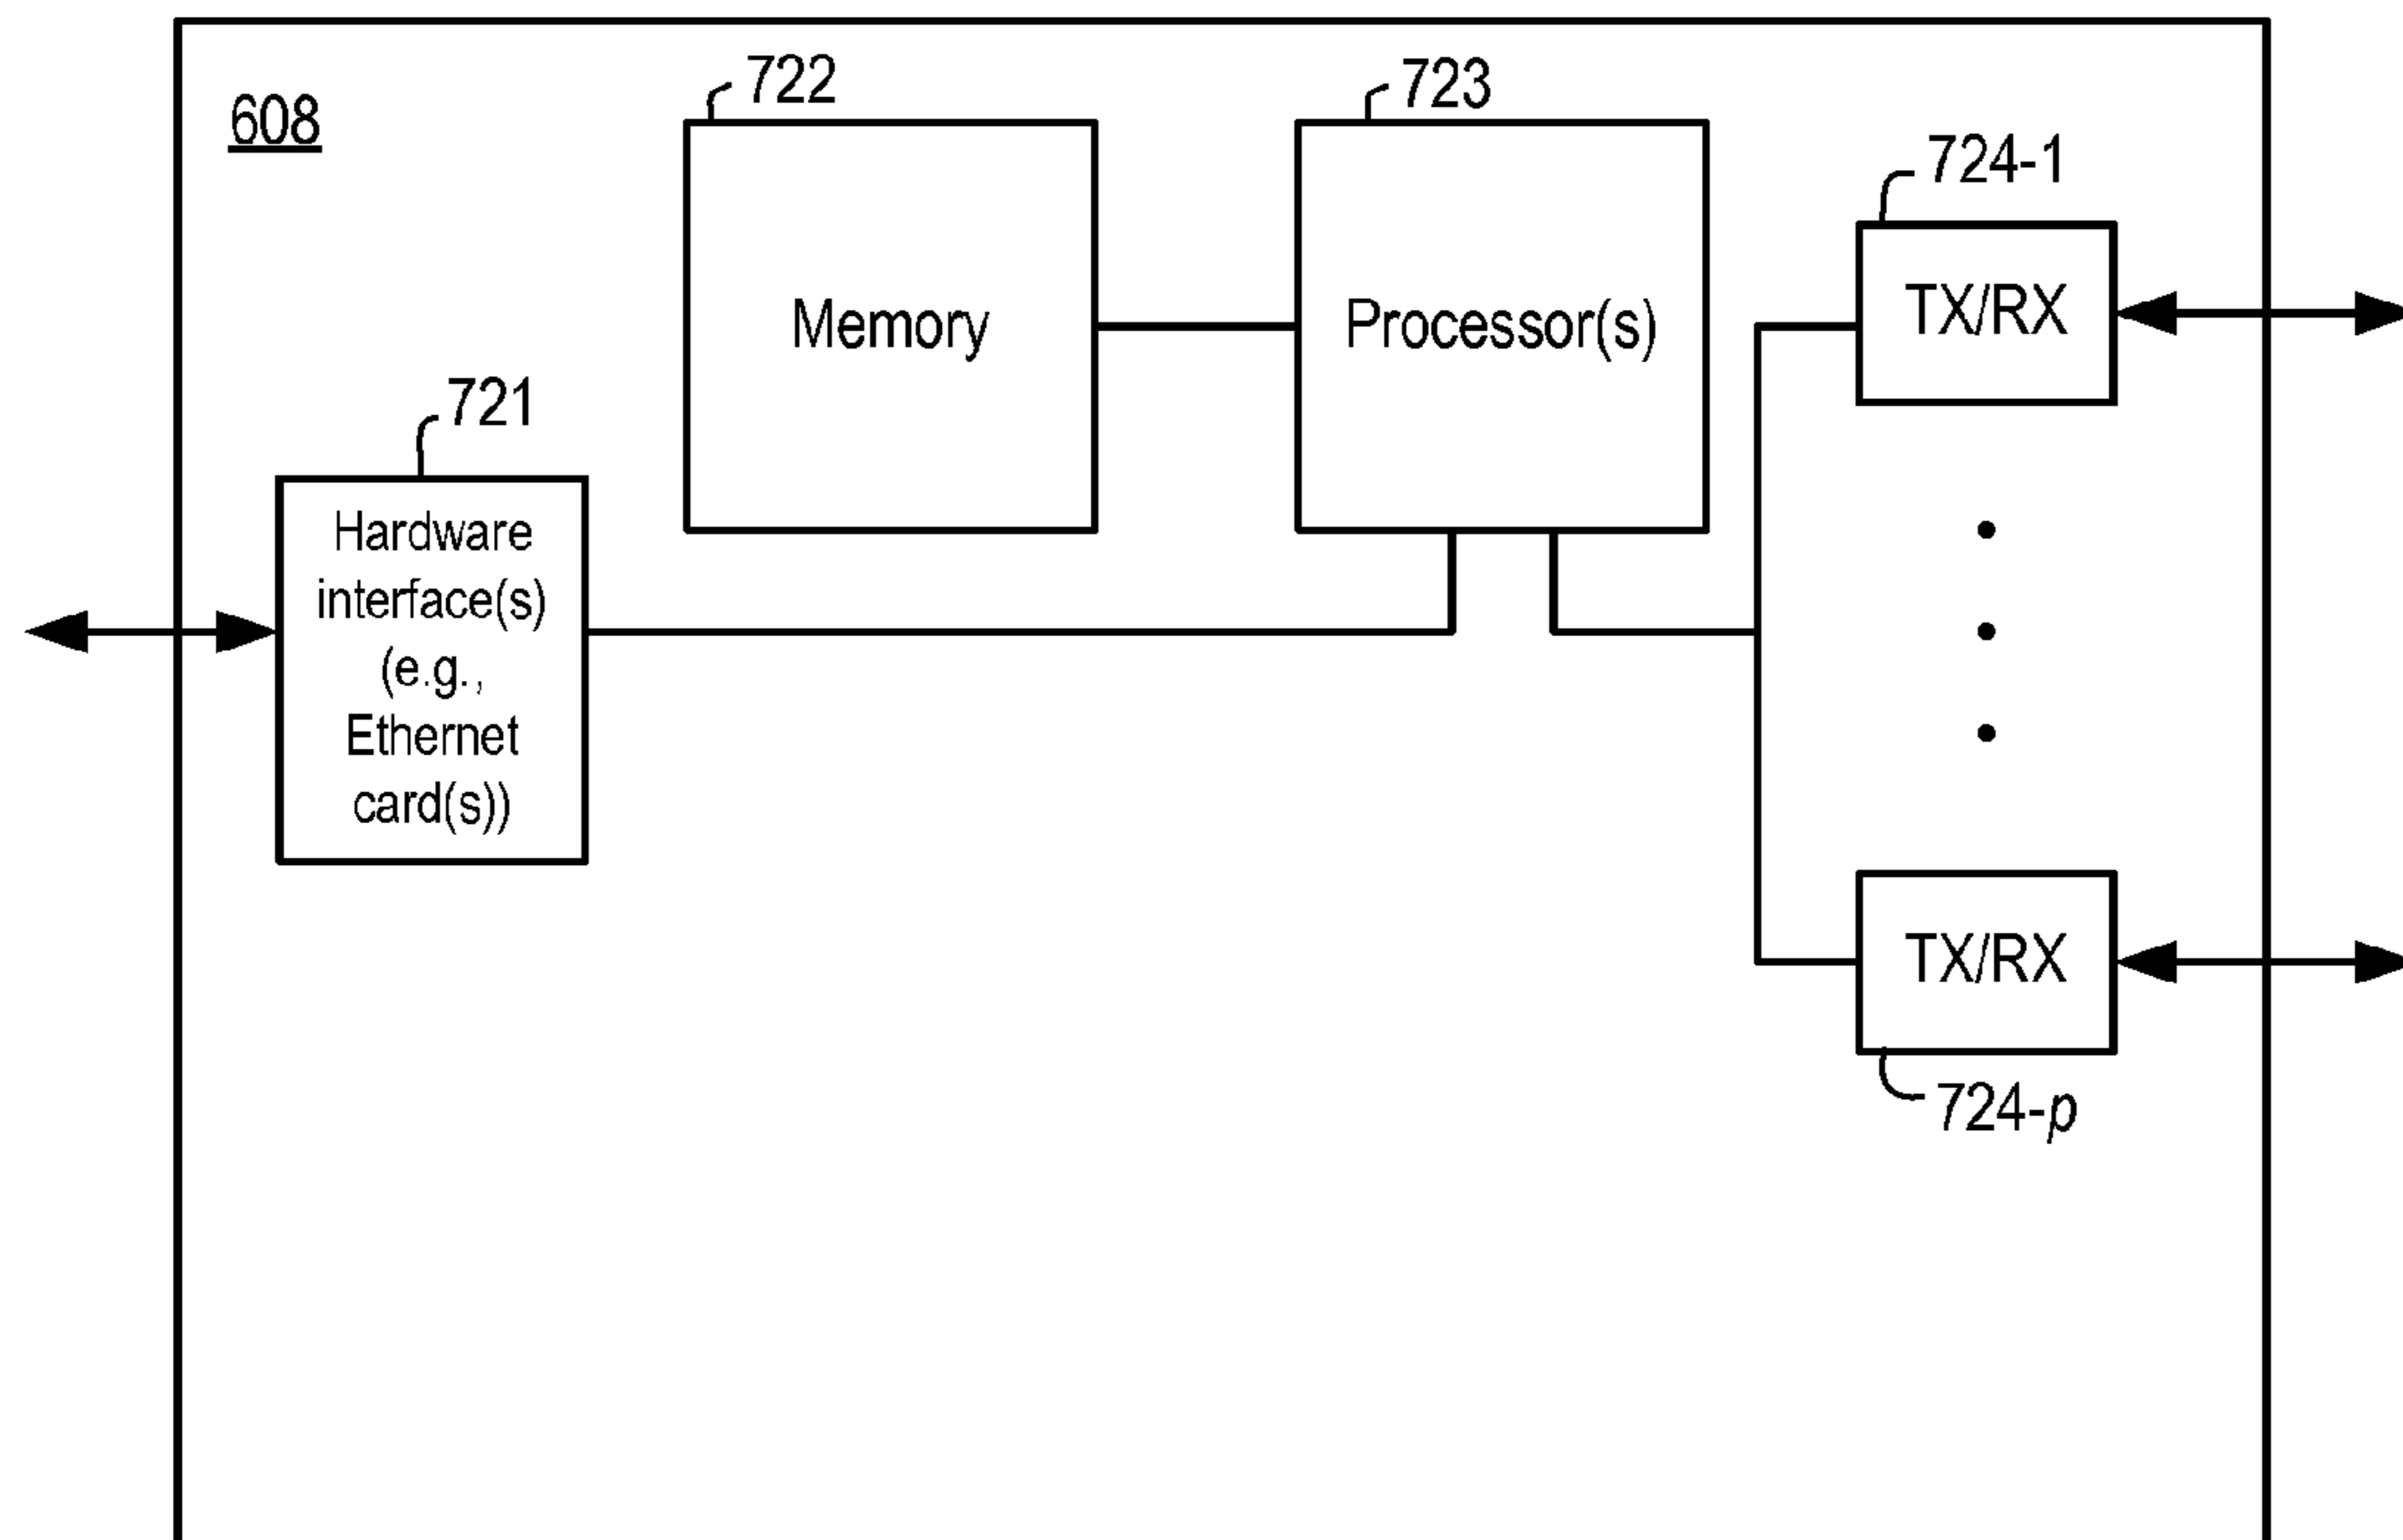 608
722
723
724-1
Memory
Processor(s)
TX/RX
721
Hardware
interface(s)
(e.g.,
Ethernet
card(s))
TX/RX
724-p